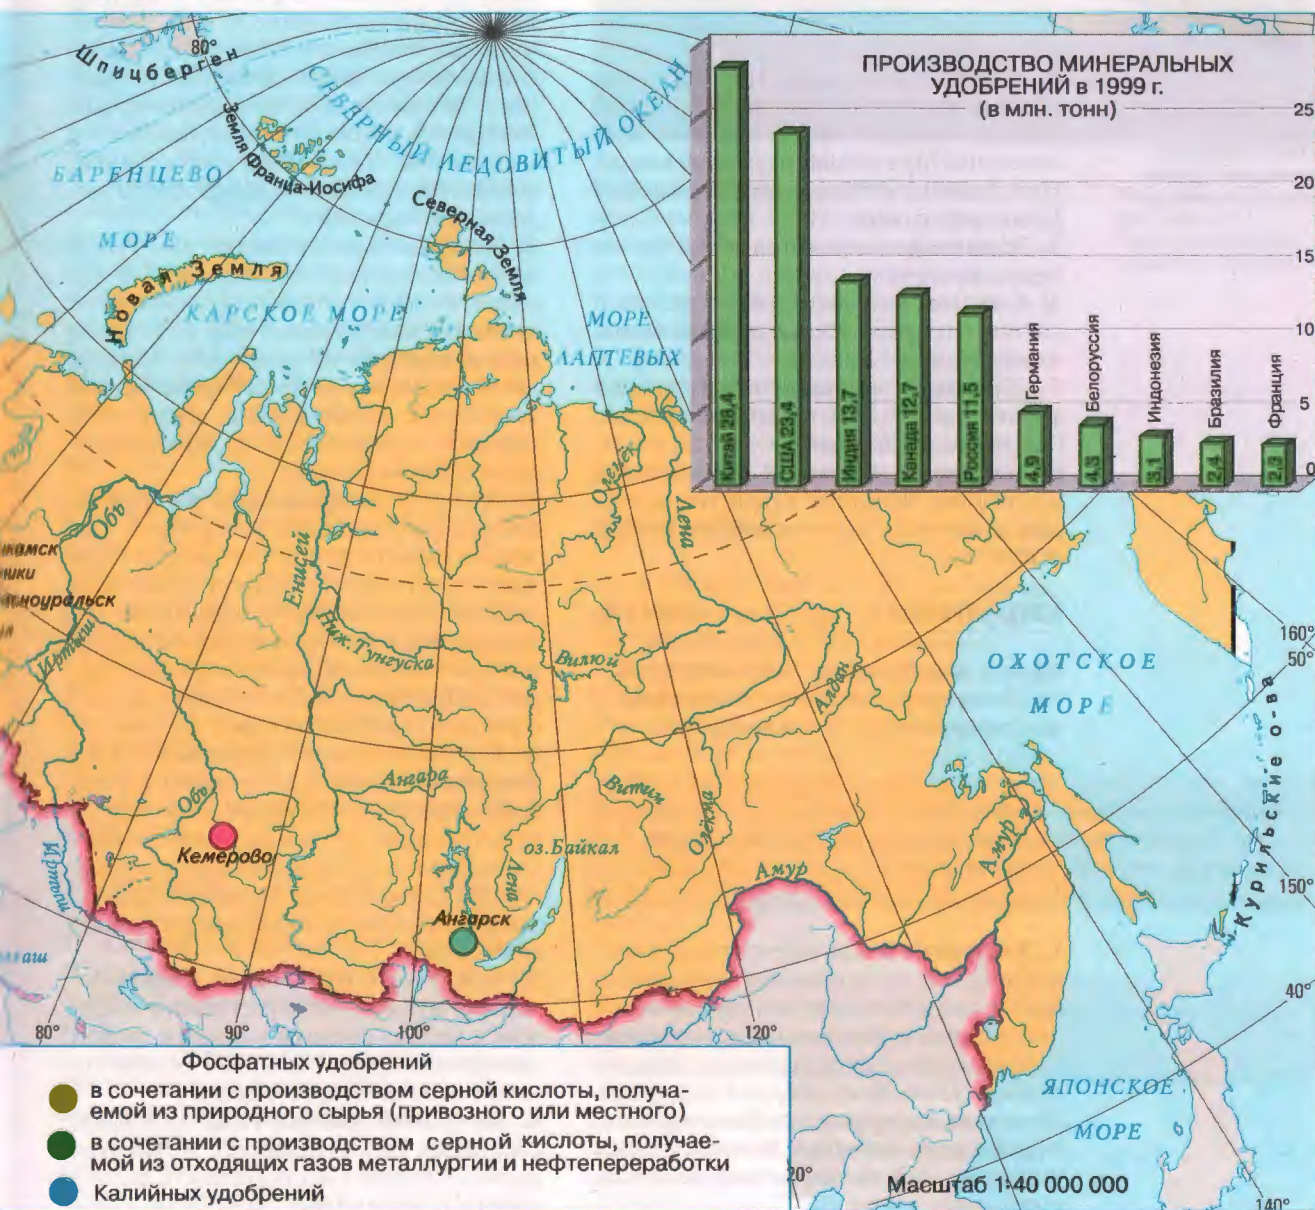 80°
Шпицберген
Земля Франца-Иосифа
СЕВЕРНЫЙ ЛЕДОВИТЫЙ ОКЕАН
БАРЕНЦЕВО
МОРЕ
Новая Земля
КАРСКОЕ МОРЕ
Северная Земля
МОРЕ
ЛАПТЕВЫХ
ПРОИЗВОДСТВО МИНЕРАЛЬНЫХ
УДОБРЕНИЙ в 1999 г.
(в млн. тонн)
25
20
15
10
5
0
Китай 28,4
США 23,4
Индия 13,7
Канада 12,7
Россия 11,5
Германия
4,9
Белоруссия
4,5
Индонезия
3,1
Бразилия
2,4
Франция
2,3
Обь
Енисей
Оленек
Лена
Иртыш
Ниж. Тунгуска
Вилюй
Алдан
ОХОТСКОЕ
МОРЕ
160°
50°
Курильские о-ва
Ангара
Витим
Олёкма
Обь
Кемерово
оз. Байкал
Лена
Амур
Амур
Иртыш
Ангарск
150°
40°
80°
90°
100°
120°
ЯПОНСКОЕ
МОРЕ
Фосфатных удобрений
в сочетании с производством серной кислоты, получа-
емой из природного сырья (привозного или местного)
в сочетании с производством серной кислоты, получае-
мой из отходящих газов металлургии и нефтепереработки
Калийных удобрений
Масштаб 1:40 000 000
140°